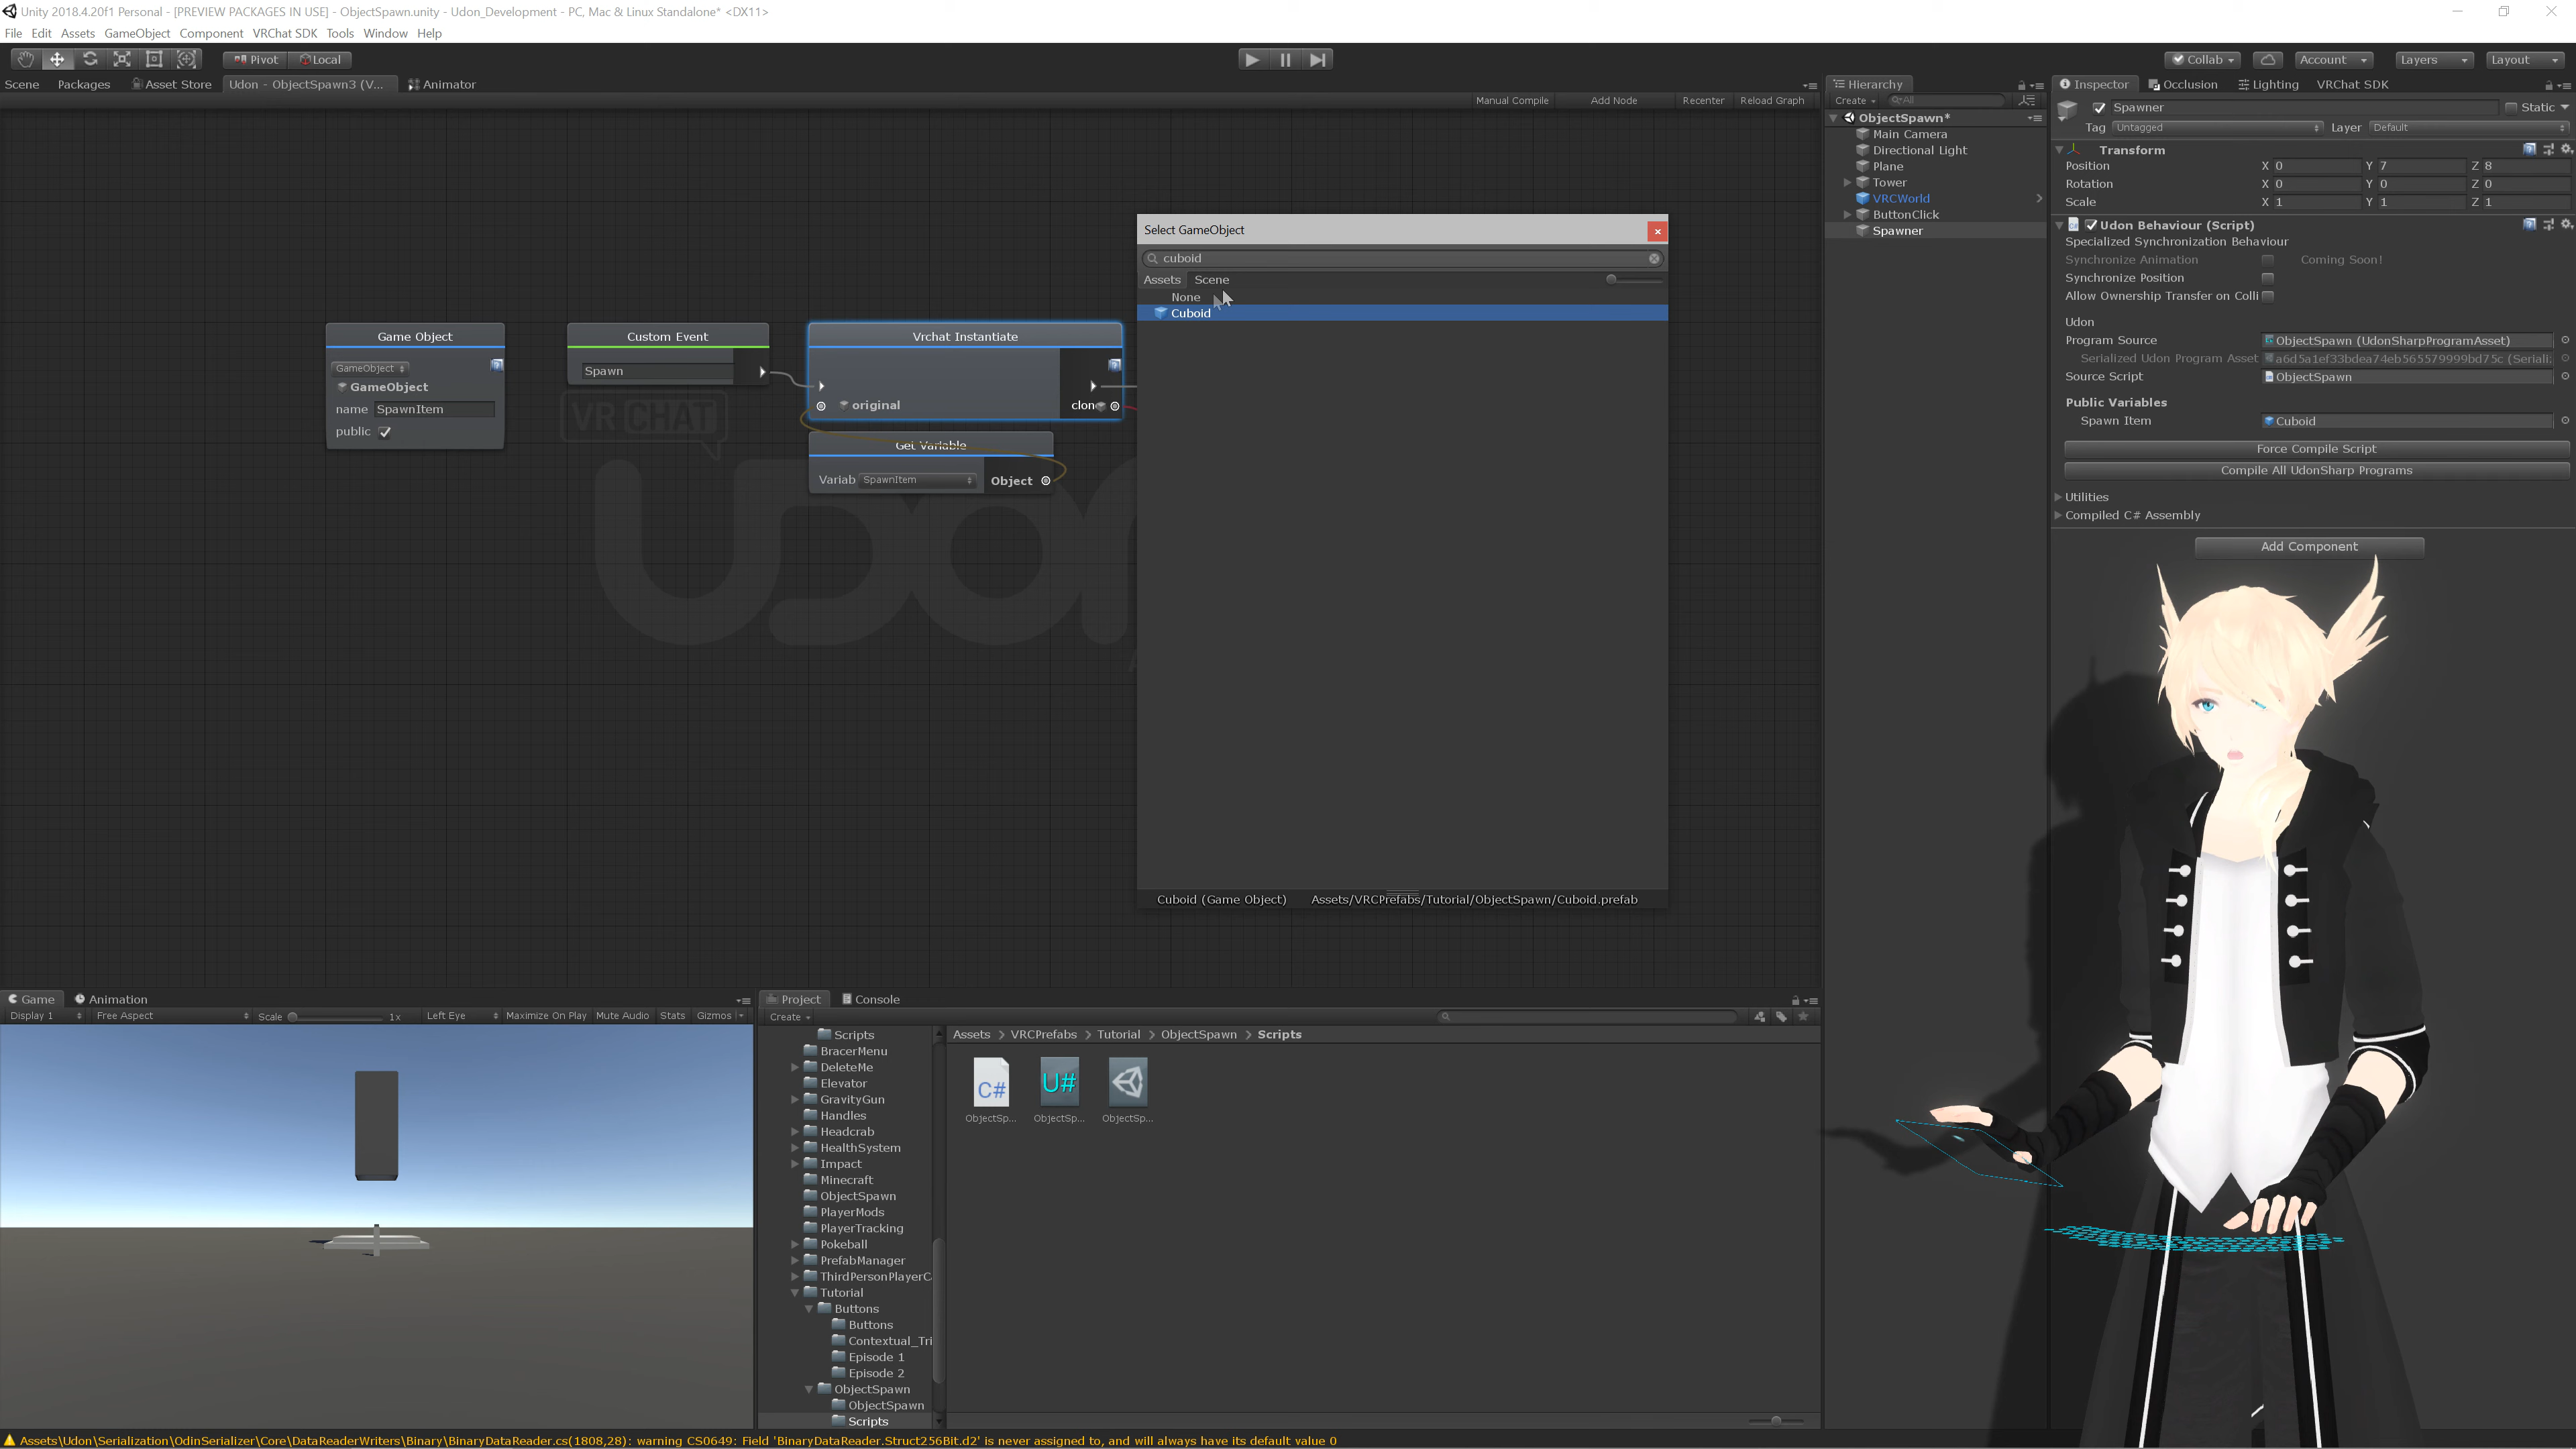 Unity 2018.4.20f1 Personal - [PREVIEW PACKAGES IN USE] - ObjectSpawn.unity - Udon_Development - PC, Mac & Linux Standalone* <DX11>
File Edit Assets GameObject Component VRChat SDK Tools Window Help
Pivot Local Collab Account Layers Layout
Scene Packages Asset Store Udon - ObjectSpawn3 (V... Animator
Manual Compile Add Node Recenter Reload Graph
Game Object
GameObject
GameObject
name SpawnItem
public
Custom Event
Spawn
Vrchat Instantiate
original clon
Get Variable
Variab SpawnItem Object
VR CHAT
Select GameObject
cuboid
Assets Scene
None
Cuboid
Cuboid (Game Object) Assets/VRCPrefabs/Tutorial/ObjectSpawn/Cuboid.prefab
Hierarchy
Create All
ObjectSpawn*
Main Camera
Directional Light
Plane
Tower
VRCWorld
ButtonClick
Spawner
Inspector Occlusion Lighting VRChat SDK
Spawner Static
Tag Untagged Layer Default
Transform
Position X 0 Y 7 Z 8
Rotation X 0 Y 0 Z 0
Scale X 1 Y 1 Z 1
Udon Behaviour (Script)
Specialized Synchronization Behaviour
Synchronize Animation Coming Soon!
Synchronize Position
Allow Ownership Transfer on Colli
Udon
Program Source ObjectSpawn (UdonSharpProgramAsset)
Serialized Udon Program Asset a6d5a1ef33bdea74eb565579999bd75c (Seriali
Source Script ObjectSpawn
Public Variables
Spawn Item Cuboid
Force Compile Script
Compile All UdonSharp Programs
Utilities
Compiled C# Assembly
Add Component
Game Animation
Display 1 Free Aspect Scale 1x Left Eye Maximize On Play Mute Audio Stats Gizmos
Project Console
Create
Scripts
BracerMenu
DeleteMe
Elevator
GravityGun
Handles
Headcrab
HealthSystem
Impact
Minecraft
ObjectSpawn
PlayerMods
PlayerTracking
Pokeball
PrefabManager
ThirdPersonPlayerC
Tutorial
Buttons
Buttons
Contextual_Tri
Episode 1
Episode 2
ObjectSpawn
ObjectSpawn
Scripts
Assets > VRCPrefabs > Tutorial > ObjectSpawn > Scripts
C# U#
ObjectSp... ObjectSp... ObjectSp...
Assets\Udon\Serialization\OdinSerializer\Core\DataReaderWriters\Binary\BinaryDataReader.cs(1808,28): warning CS0649: Field 'BinaryDataReader.Struct256Bit.d2' is never assigned to, and will always have its default value 0